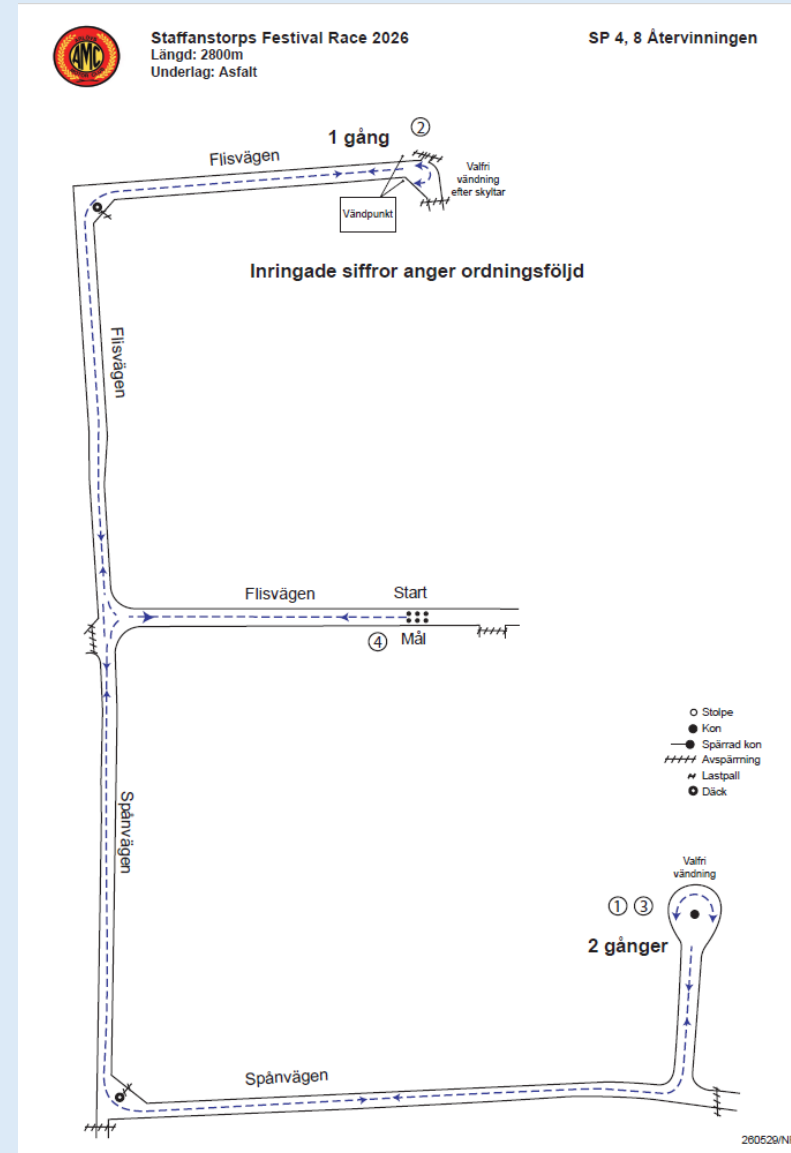 Staffanstorps Festival Race 2026
SP 4, 8 Återvinningen
Längd: 2800m
Underlag: Asfalt
AMC
1 gång
②
Flisvägen
Valfri
vändning
efter skyltar
Vändpunkt
Inringade siffror anger ordningsföljd
Flisvägen
Flisvägen
Start
④
Mål
Stolpe
Kon
Spärrad kon
Avspärrning
Lastpall
Däck
Spånvägen
Valfri
vändning
① ③
2 gånger
Spånvägen